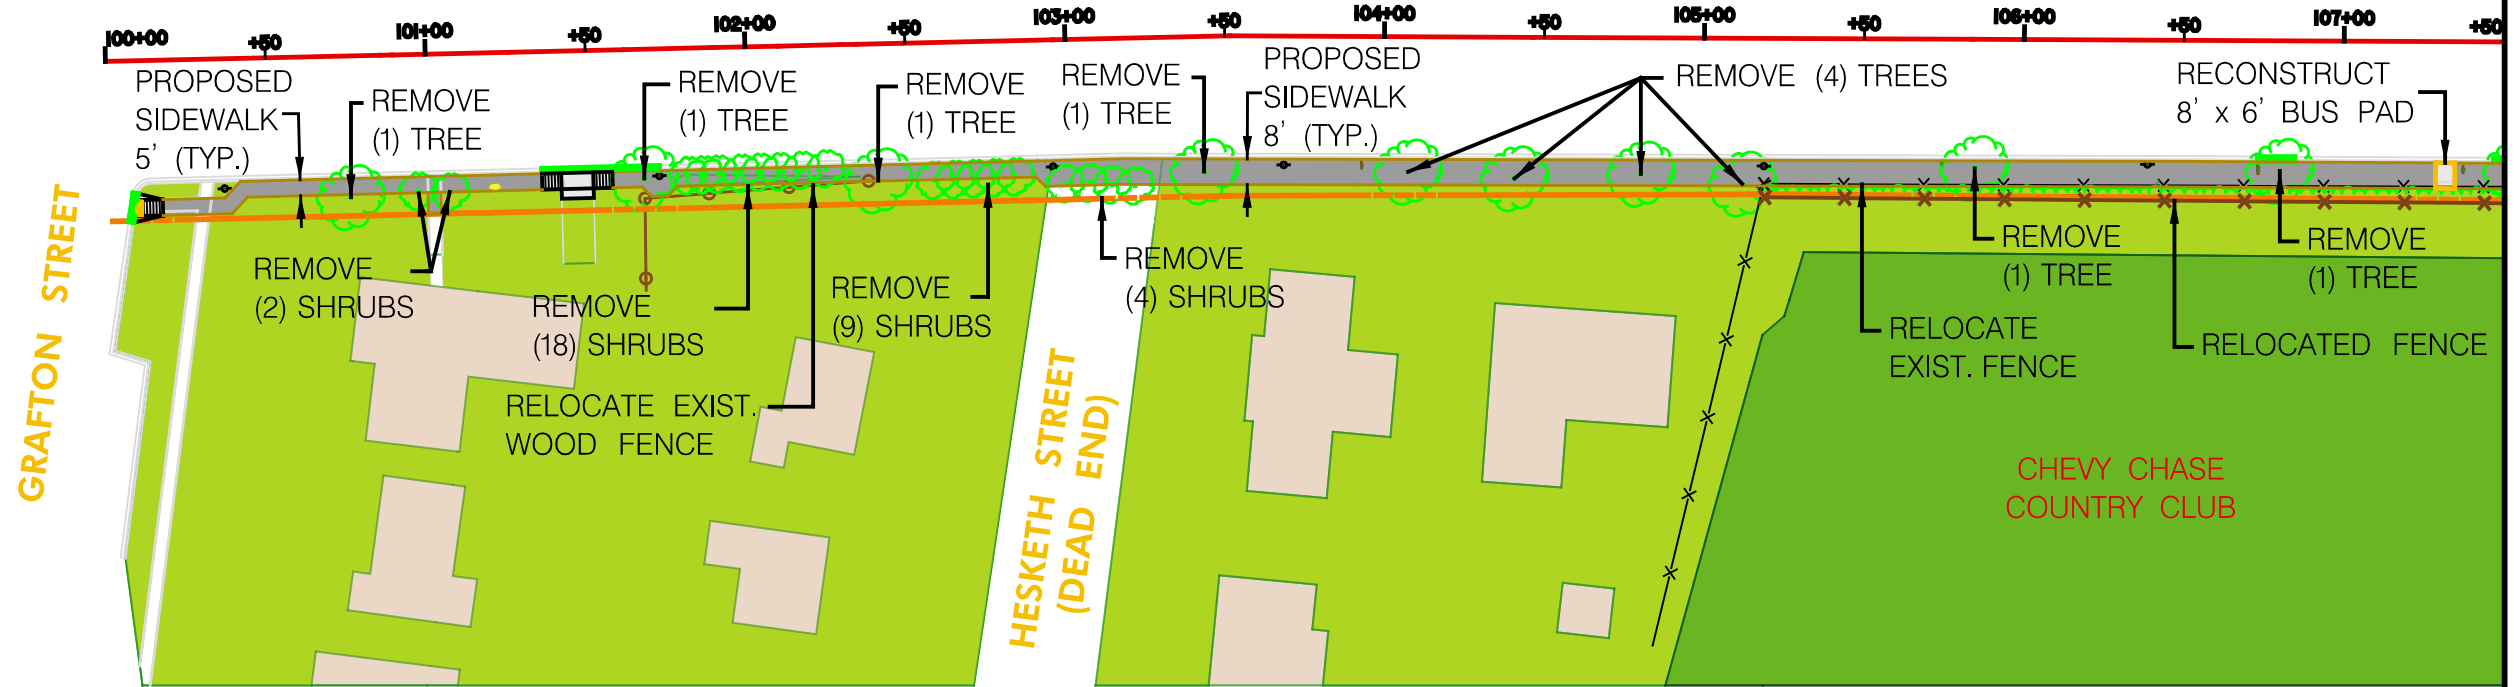 100+00
+50
101+00
+50
102+00
+50
103+00
+50
104+00
+50
105+00
+50
106+00
+50
107+00
+50
PROPOSED
SIDEWALK
5' (TYP.)
REMOVE
(1) TREE
REMOVE
(1) TREE
REMOVE
(1) TREE
REMOVE
(1) TREE
PROPOSED
SIDEWALK
8' (TYP.)
REMOVE (4) TREES
RECONSTRUCT
8' x 6' BUS PAD
GRAFTON STREET
REMOVE
(2) SHRUBS
REMOVE
(18) SHRUBS
REMOVE
(9) SHRUBS
REMOVE
(4) SHRUBS
REMOVE
(1) TREE
REMOVE
(1) TREE
RELOCATE
EXIST. FENCE
RELOCATED FENCE
RELOCATE EXIST.
WOOD FENCE
HESKETH STREET
(DEAD END)
CHEVY CHASE
COUNTRY CLUB